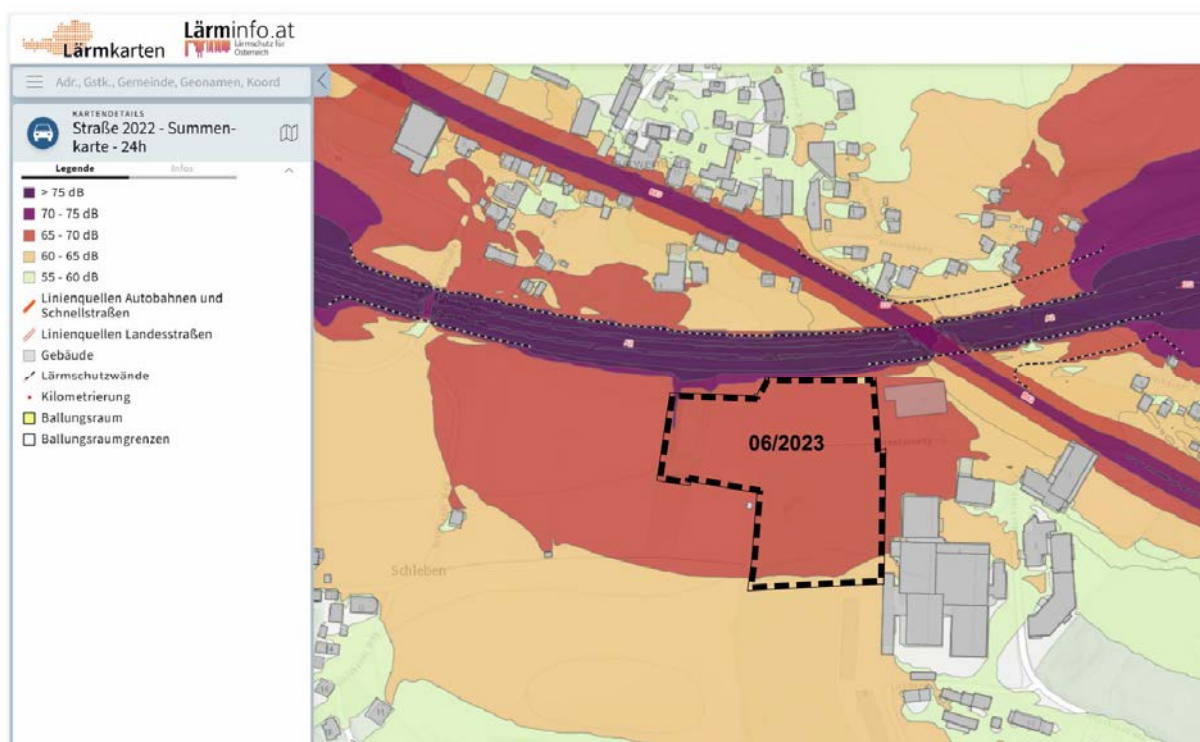 Lärmkarten
Lärminfo.at
Lärmschutz für
Österreich
Adr., Gstk., Gemeinde, Geonamen, Koord
KARTENDETAILS
Straße 2022 - Summen-
karte - 24h
Legende
Infos
> 75 dB
70 - 75 dB
65 - 70 dB
60 - 65 dB
55 - 60 dB
Linienquellen Autobahnen und
Schnellstraßen
Linienquellen Landesstraßen
Gebäude
Lärmschutzwände
Kilometrierung
Ballungsraum
Ballungsraumgrenzen
06/2023
Schleben